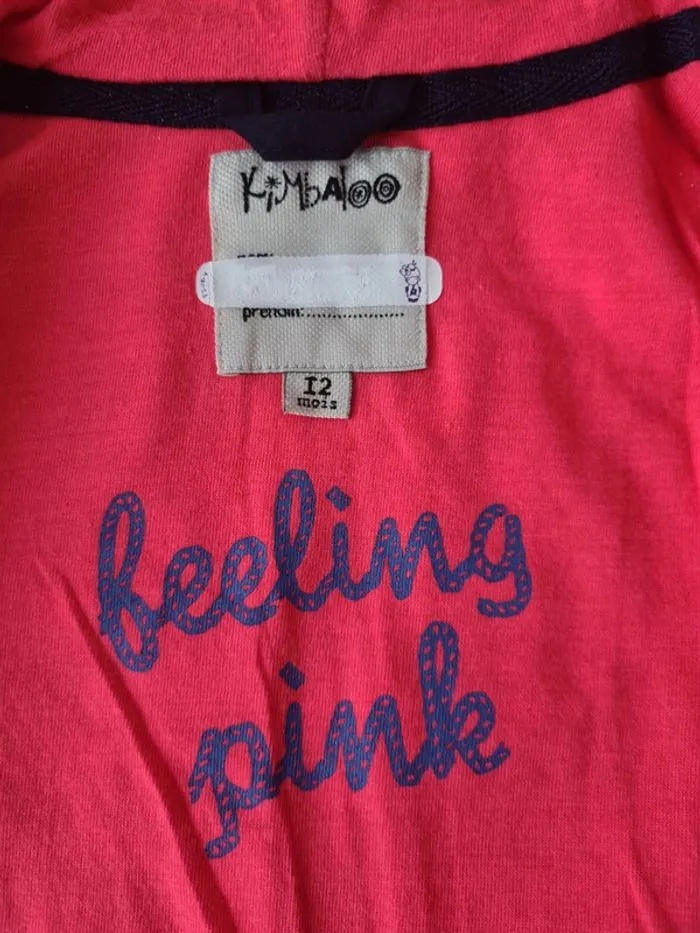 KiMbAloo
prénom:..................
12
mois
feeling
pink